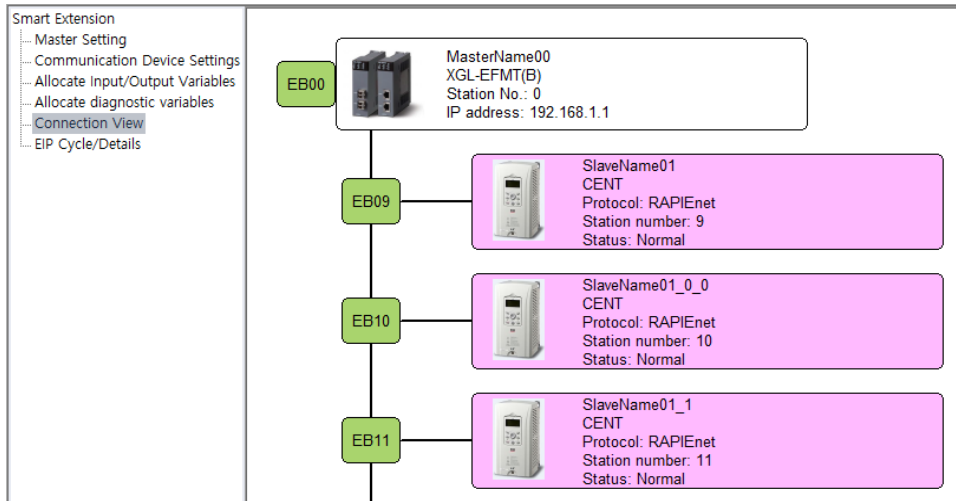 Smart Extension
Master Setting
Communication Device Settings
Allocate Input/Output Variables
Allocate diagnostic variables
Connection View
EIP Cycle/Details
EB00
MasterName00
XGL-EFMT(B)
Station No.: 0
IP address: 192.168.1.1
EB09
SlaveName01
CENT
Protocol: RAPIEnet
Station number: 9
Status: Normal
EB10
SlaveName01_0_0
CENT
Protocol: RAPIEnet
Station number: 10
Status: Normal
EB11
SlaveName01_1
CENT
Protocol: RAPIEnet
Station number: 11
Status: Normal